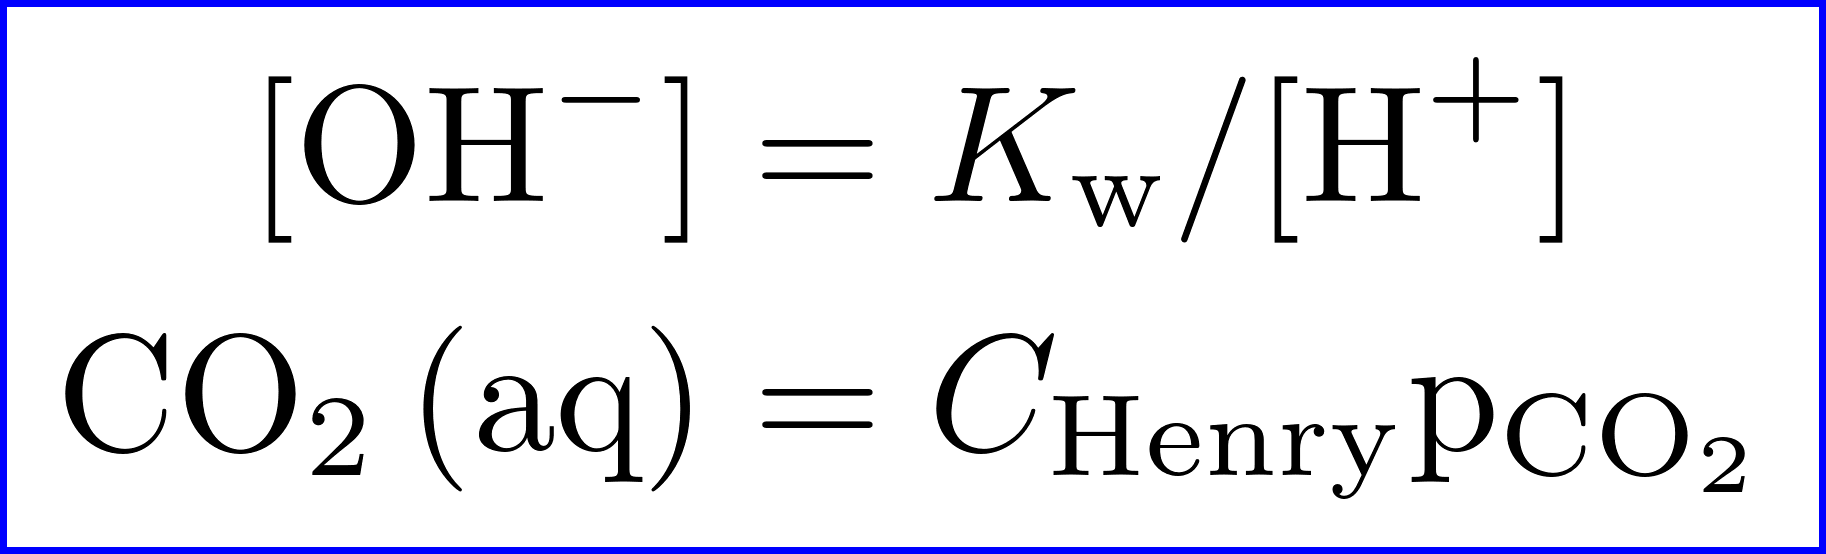 [OH⁻] = K_w/[H⁺]
CO₂ (aq) = C_Henry p_CO₂